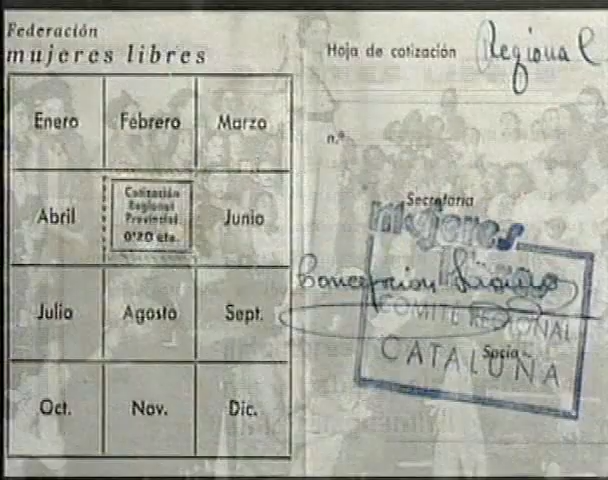 Federación
mujeres libres
Enero Febrero Marzo
Abril
Cotización
Regional
Provincial
0'20 cts.
Junio
Julio Agosto Sept.
Oct. Nov. Dic.
Hoja de cotización Regional
n.º
Secretaria
mujeres
Concepcion
COMITE REGIONAL
Socia
CATALUÑA